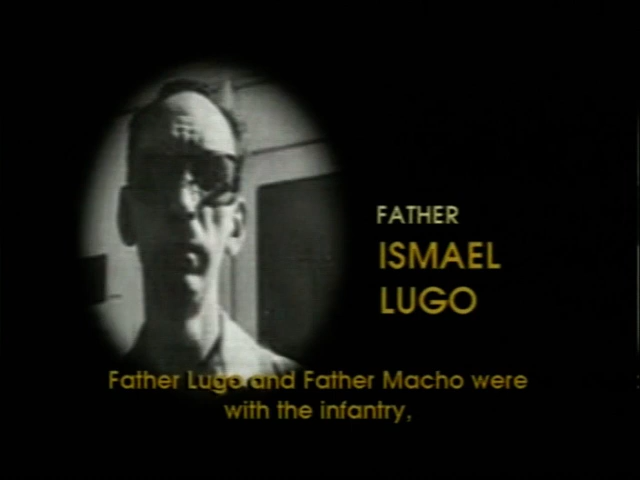 FATHER
ISMAEL
LUGO
Father Lugo and Father Macho were
with the infantry,